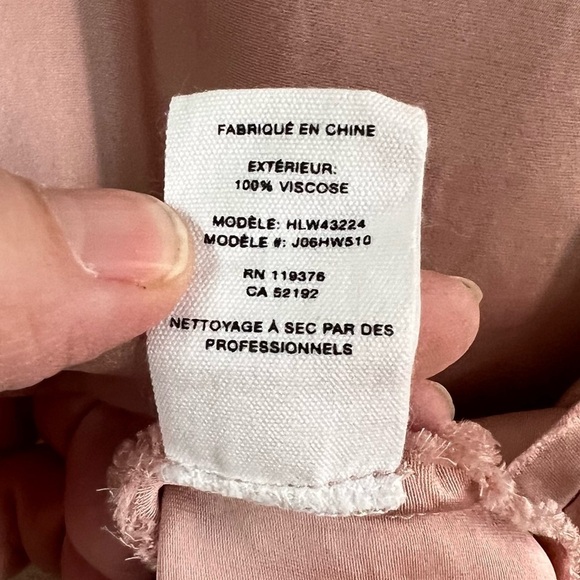 FABRIQUÉ EN CHINE
EXTÉRIEUR:
100% VISCOSE
MODÈLE: HLW43224
MODÈLE #: J06HW510
RN 119376
CA 52192
NETTOYAGE À SEC PAR DES
PROFESSIONNELS